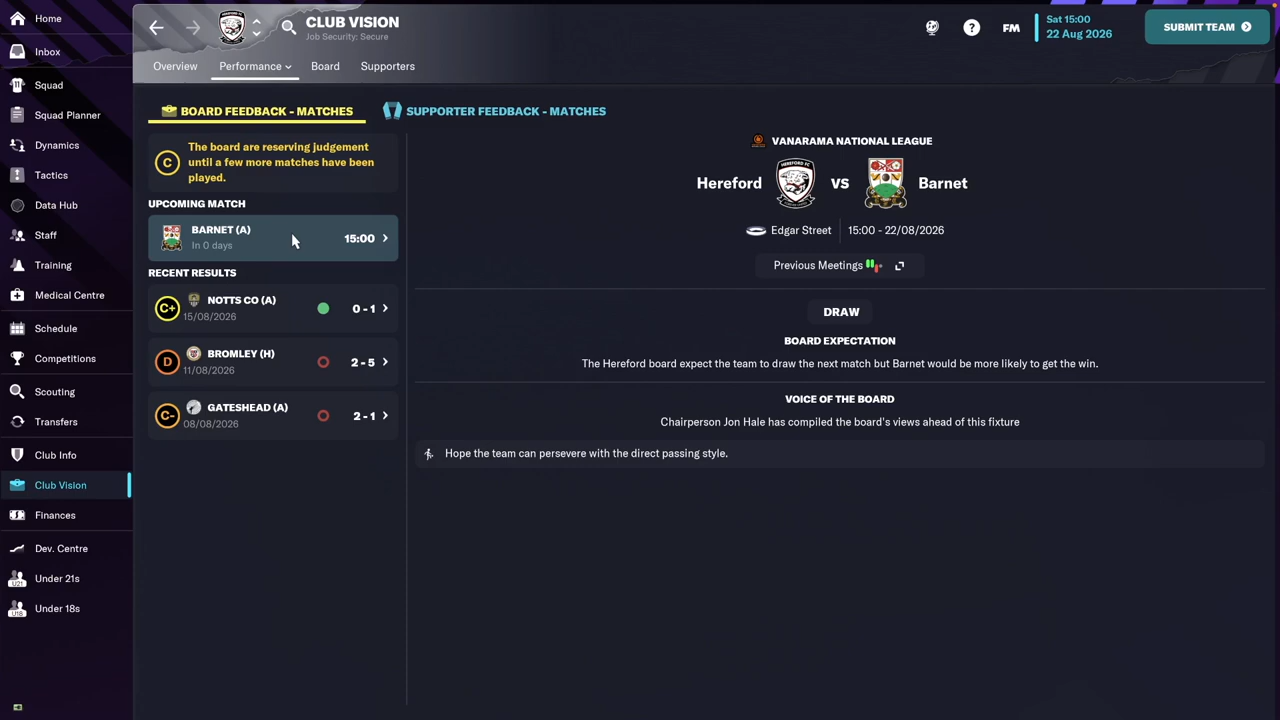 Home
Inbox
Squad
Squad Planner
Dynamics
Tactics
Data Hub
Staff
Training
Medical Centre
Schedule
Competitions
Scouting
Transfers
Club Info
Club Vision
Finances
Dev. Centre
U21
Under 21s
U18
Under 18s
CLUB VISION
Job Security: Secure
?
FM
Sat 15:00
22 Aug 2026
SUBMIT TEAM
Overview
Performance
Board
Supporters
BOARD FEEDBACK - MATCHES
SUPPORTER FEEDBACK - MATCHES
C
The board are reserving judgement
until a few more matches have been
played.
UPCOMING MATCH
BARNET (A)
In 0 days
15:00
RECENT RESULTS
C+
NOTTS CO (A)
15/08/2026
0 - 1
D
BROMLEY (H)
11/08/2026
2 - 5
C-
GATESHEAD (A)
08/08/2026
2 - 1
VANARAMA NATIONAL LEAGUE
Hereford
HEREFORD FC
VS
Barnet
Edgar Street
15:00 - 22/08/2026
Previous Meetings
DRAW
BOARD EXPECTATION
The Hereford board expect the team to draw the next match but Barnet would be more likely to get the win.
VOICE OF THE BOARD
Chairperson Jon Hale has compiled the board's views ahead of this fixture
Hope the team can persevere with the direct passing style.